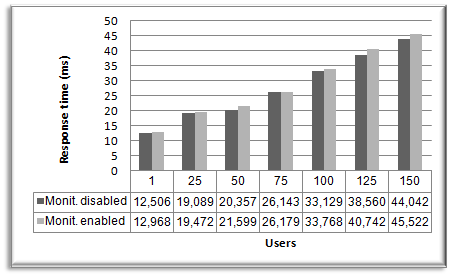 50
45
40
35
30
25
20
15
10
5
0
Response time (ms)
1 25 50 75 100 125 150
Monit. disabled 12,506 19,089 20,357 26,143 33,129 38,560 44,042
Monit. enabled 12,968 19,472 21,599 26,179 33,768 40,742 45,522
Users